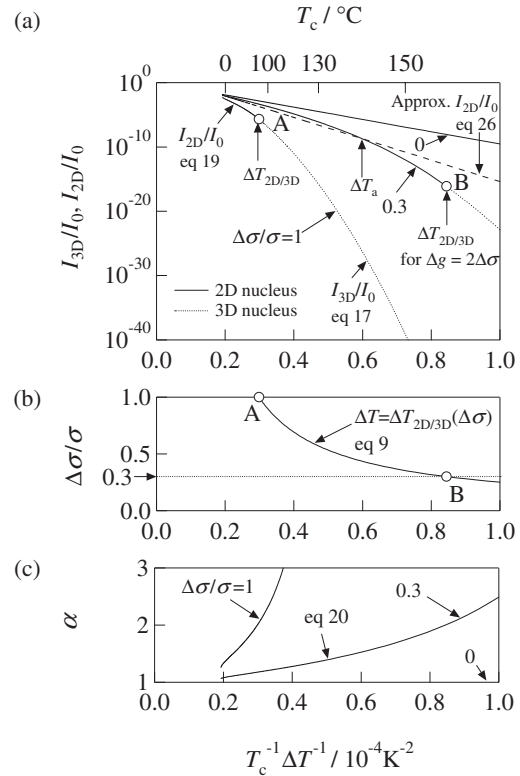 (a)
T_c / °C
0 100 130 150
10^0
10^-10
10^-20
10^-30
10^-40
I_3D/I_0, I_2D/I_0
I_2D/I_0
eq 19
A
ΔT_2D/3D
Approx. I_2D/I_0
eq 26
0
ΔT_a
0.3
B
ΔT_2D/3D
for Δg = 2Δσ
Δσ/σ=1
I_3D/I_0
eq 17
2D nucleus
3D nucleus
0.0 0.2 0.4 0.6 0.8 1.0
(b)
Δσ/σ
1.0
0.5
0.3
0.0
A
ΔT=ΔT_2D/3D(Δσ)
eq 9
B
0.0 0.2 0.4 0.6 0.8 1.0
(c)
α
3
2
1
Δσ/σ=1
eq 20
0.3
0
0.0 0.2 0.4 0.6 0.8 1.0
T_c^-1 ΔT^-1 / 10^-4 K^-2